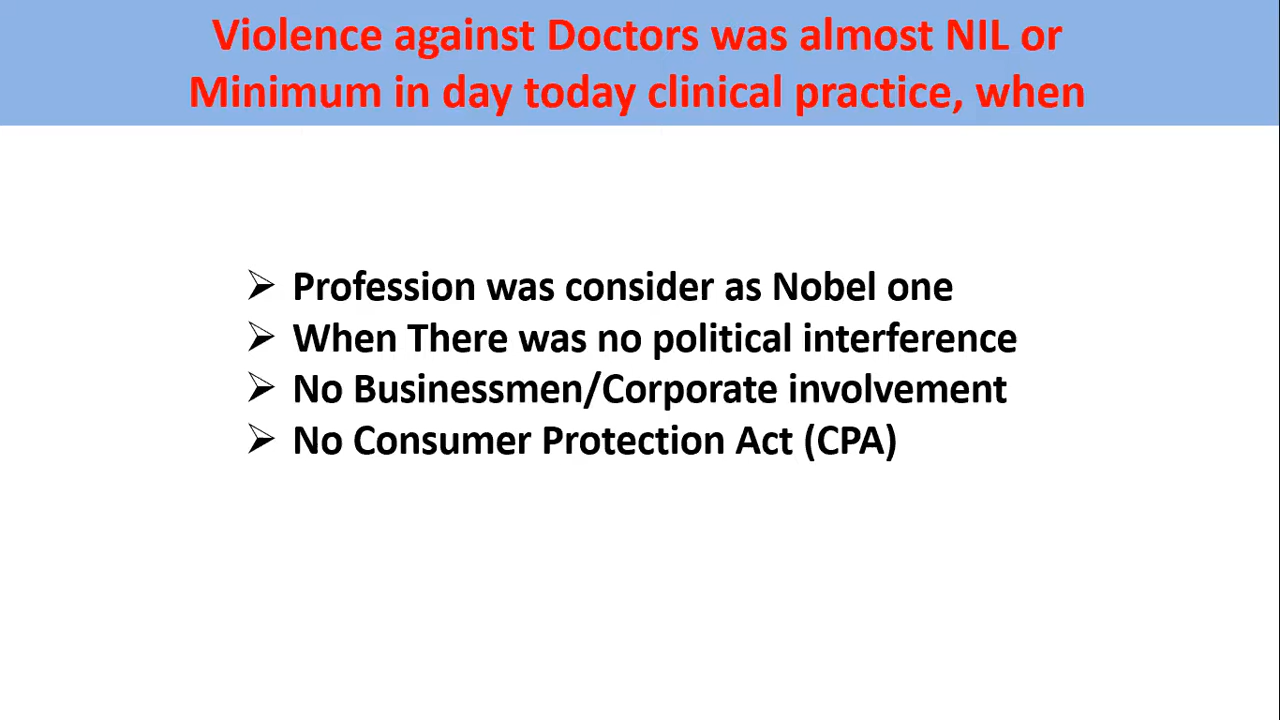 Violence against Doctors was almost NIL or
Minimum in day today clinical practice, when
➢ Profession was consider as Nobel one
➢ When There was no political interference
➢ No Businessmen/Corporate involvement
➢ No Consumer Protection Act (CPA)